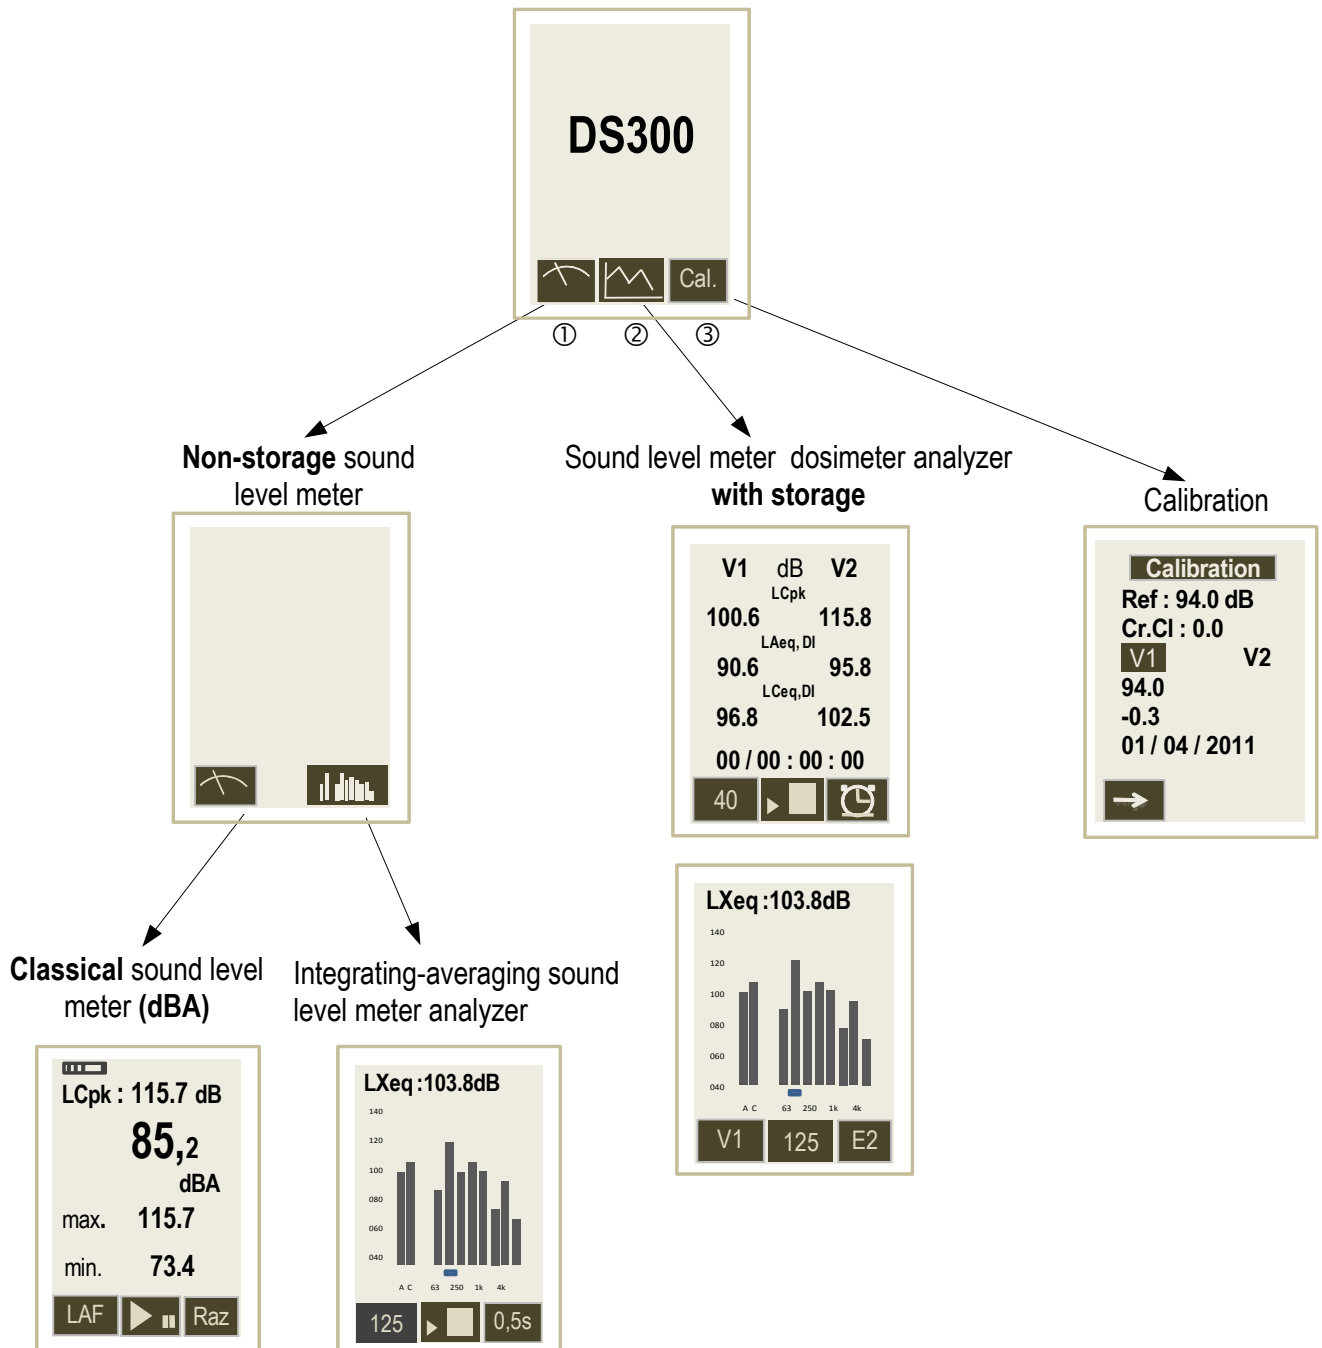 DS300
Cal.
① ② ③
Non-storage sound
level meter
Sound level meter dosimeter analyzer
with storage
Calibration
V1 dB V2
LCpk
100.6 115.8
LAeq, DI
90.6 95.8
LCeq,DI
96.8 102.5
00 / 00 : 00 : 00
40
Calibration
Ref : 94.0 dB
Cr.Cl : 0.0
V1 V2
94.0
-0.3
01 / 04 / 2011
LXeq :103.8dB
140
120
100
080
060
040
A C 63 250 1k 4k
V1 125 E2
Classical sound level
meter (dBA)
Integrating-averaging sound
level meter analyzer
LCpk : 115.7 dB
85,2
dBA
max. 115.7
min. 73.4
LAF Raz
LXeq :103.8dB
140
120
100
080
060
040
A C 63 250 1k 4k
125 0,5s